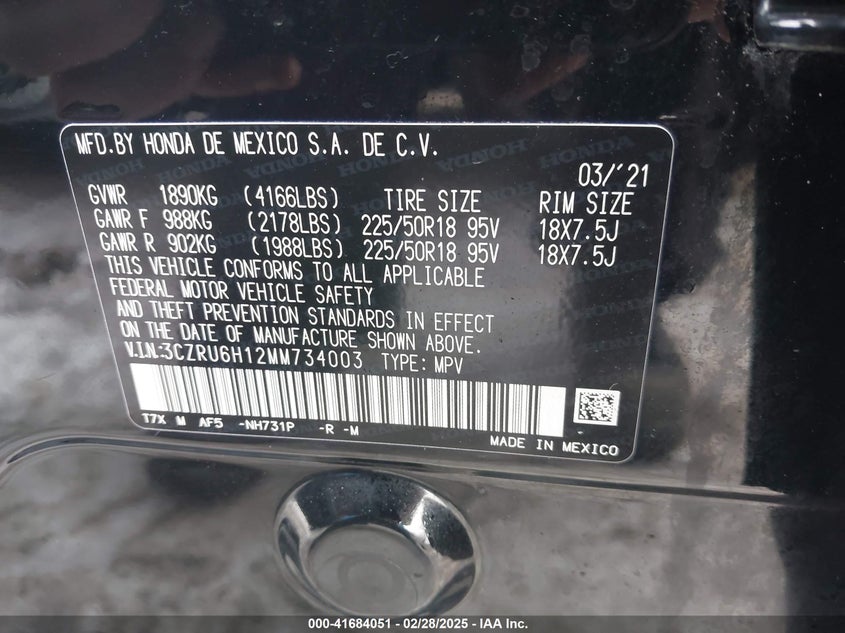 MFD.BY HONDA DE MEXICO S.A. DE C.V.
03/'21
GVWR 1890KG (4166LBS) TIRE SIZE RIM SIZE
GAWR F 988KG (2178LBS) 225/50R18 95V 18X7.5J
GAWR R 902KG (1988LBS) 225/50R18 95V 18X7.5J
THIS VEHICLE CONFORMS TO ALL APPLICABLE
FEDERAL MOTOR VEHICLE SAFETY
AND THEFT PREVENTION STANDARDS IN EFFECT
ON THE DATE OF MANUFACTURE SHOWN ABOVE.
V.I.N.:3CZRU6H12MM734003 TYPE: MPV
T7X M AF5 -NH731P -R -M
MADE IN MEXICO
000-41684051 - 02/28/2025 - IAA Inc.